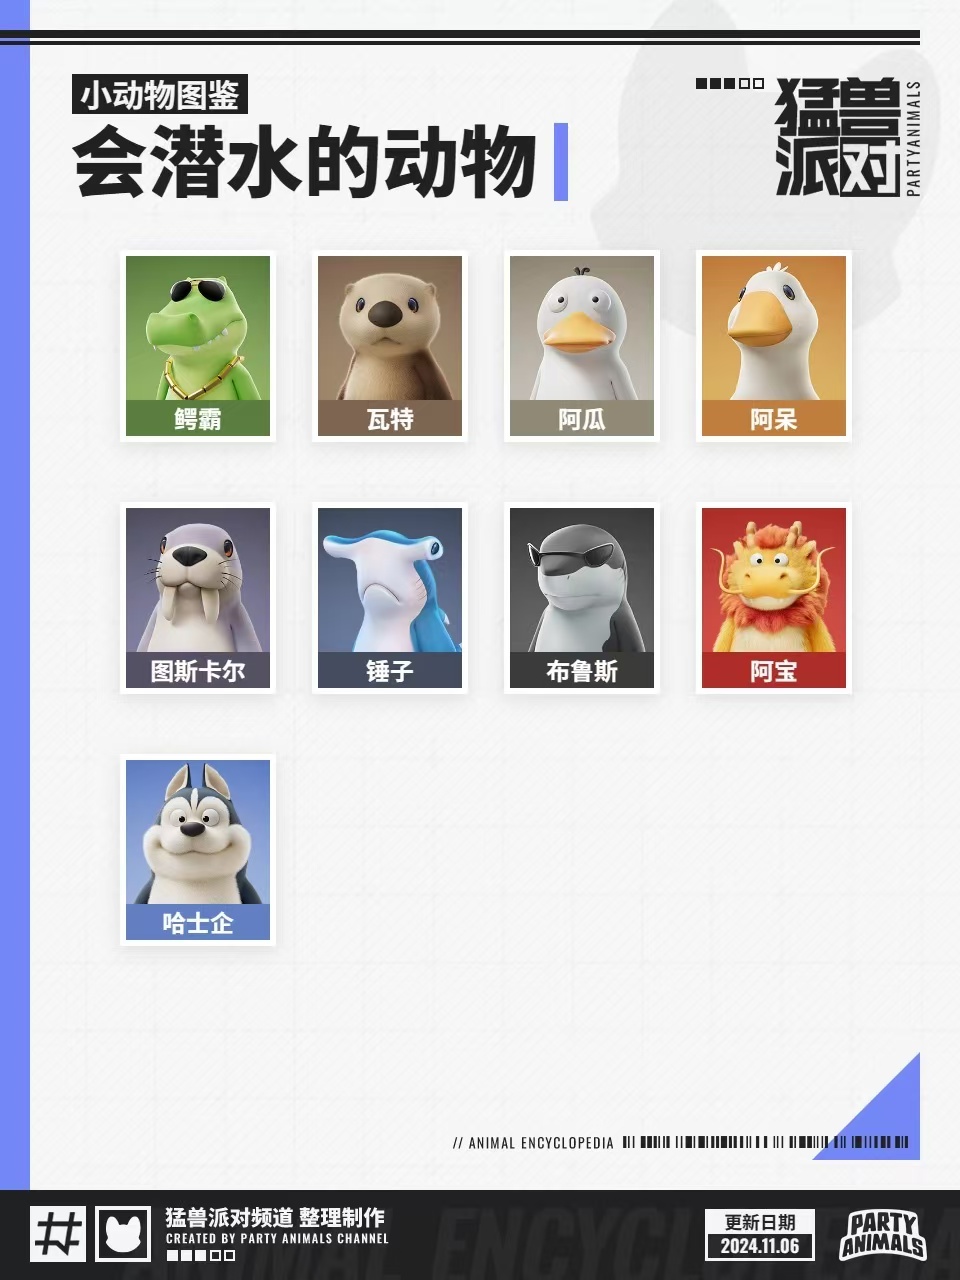 小动物图鉴
会潜水的动物
猛兽
派对
PARTYANIMALS
鳄霸
瓦特
阿瓜
阿呆
图斯卡尔
锤子
布鲁斯
阿宝
哈士企
// ANIMAL ENCYCLOPEDIA
猛兽派对频道 整理制作
CREATED BY PARTY ANIMALS CHANNEL
更新日期
2024.11.06
PARTY
ANIMALS